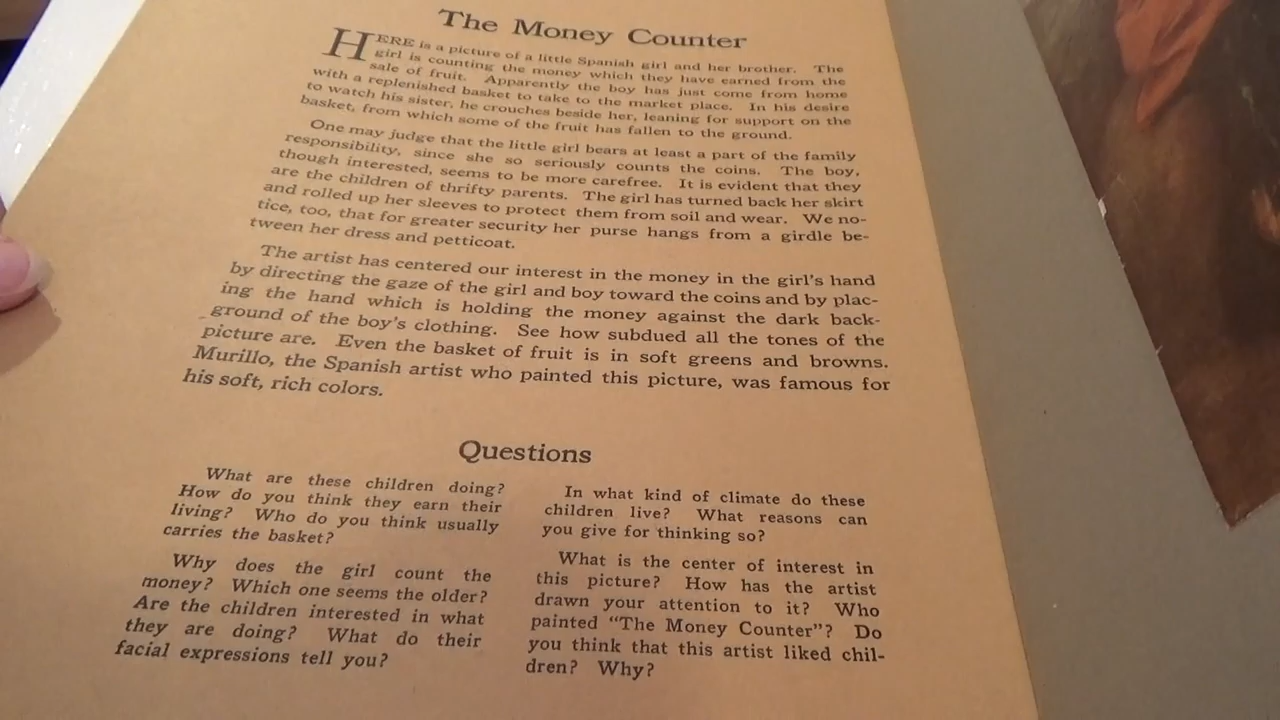 The Money Counter
HERE is a picture of a little Spanish girl and her brother. The
girl is counting the money which they have earned from the
sale of fruit. Apparently the boy has just come from home
with a replenished basket to take to the market place. In his desire
to watch his sister, he crouches beside her, leaning for support on the
basket, from which some of the fruit has fallen to the ground.
One may judge that the little girl bears at least a part of the family
responsibility, since she so seriously counts the coins. The boy,
though interested, seems to be more carefree. It is evident that they
are the children of thrifty parents. The girl has turned back her skirt
and rolled up her sleeves to protect them from soil and wear. We no-
tice, too, that for greater security her purse hangs from a girdle be-
tween her dress and petticoat.
The artist has centered our interest in the money in the girl's hand
by directing the gaze of the girl and boy toward the coins and by plac-
ing the hand which is holding the money against the dark back-
ground of the boy's clothing. See how subdued all the tones of the
picture are. Even the basket of fruit is in soft greens and browns.
Murillo, the Spanish artist who painted this picture, was famous for
his soft, rich colors.
Questions
What are these children doing?
How do you think they earn their
living? Who do you think usually
carries the basket?
Why does the girl count the
money? Which one seems the older?
Are the children interested in what
they are doing? What do their
facial expressions tell you?
In what kind of climate do these
children live? What reasons can
you give for thinking so?
What is the center of interest in
this picture? How has the artist
drawn your attention to it? Who
painted "The Money Counter"? Do
you think that this artist liked chil-
dren? Why?